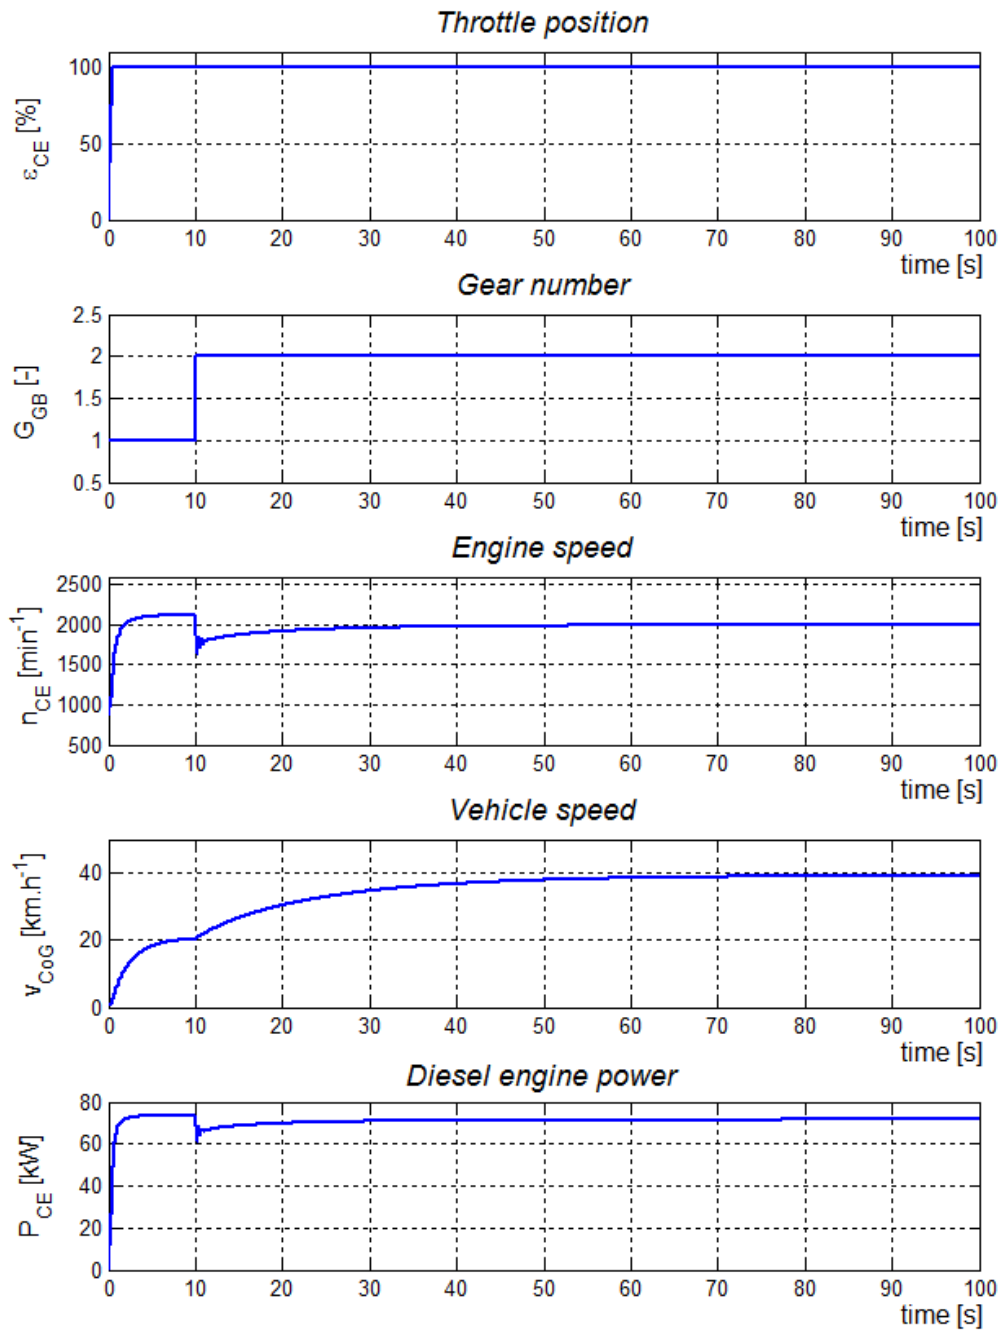 Throttle position
εCE [%]
100
50
0
0 10 20 30 40 50 60 70 80 90 100
time [s]
Gear number
GGB [-]
2.5
2
1.5
1
0.5
0 10 20 30 40 50 60 70 80 90 100
time [s]
Engine speed
nCE [min-1]
2500
2000
1500
1000
500
0 10 20 30 40 50 60 70 80 90 100
time [s]
Vehicle speed
vCoG [km.h-1]
40
20
0
0 10 20 30 40 50 60 70 80 90 100
time [s]
Diesel engine power
PCE [kW]
80
60
40
20
0
0 10 20 30 40 50 60 70 80 90 100
time [s]